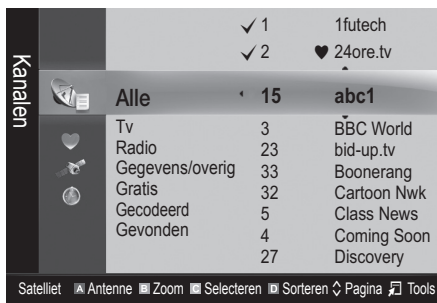 Kanalen
✓ 1 1futech
✓ 2 ♥ 24ore.tv
Alle 15 abc1
Tv 3 BBC World
Radio 23 bid-up.tv
Gegevens/overig 33 Boonerang
Gratis 32 Cartoon Nwk
Gecodeerd 5 Class News
Gevonden 4 Coming Soon
27 Discovery
Satelliet A Antenne B Zoom C Selecteren D Sorteren Pagina Tools